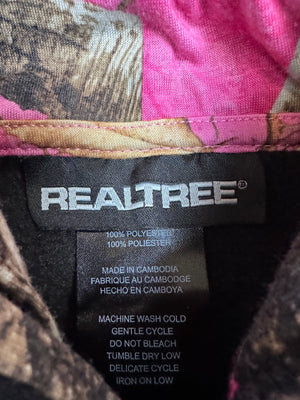 REALTREE®
100% POLYESTER
100% POLIESTER
MADE IN CAMBODIA
FABRIQUE AU CAMBODGE
HECHO EN CAMBOYA
MACHINE WASH COLD
GENTLE CYCLE
DO NOT BLEACH
TUMBLE DRY LOW
DELICATE CYCLE
IRON ON LOW